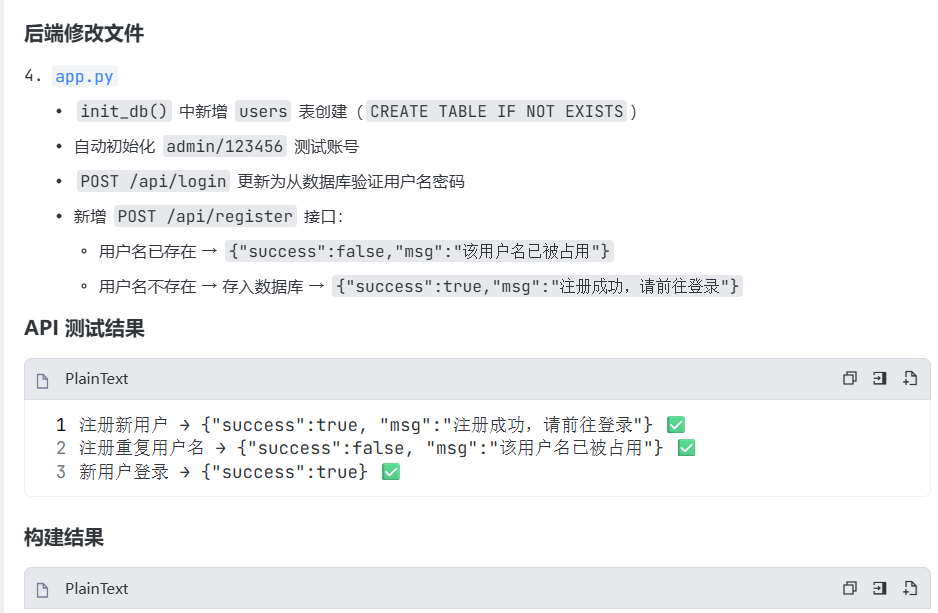 后端修改文件
4. app.py
• init_db() 中新增 users 表创建（CREATE TABLE IF NOT EXISTS）
• 自动初始化 admin/123456 测试账号
• POST /api/login 更新为从数据库验证用户名密码
• 新增 POST /api/register 接口：
◦ 用户名已存在 → {"success":false,"msg":"该用户名已被占用"}
◦ 用户名不存在 → 存入数据库 → {"success":true,"msg":"注册成功，请前往登录"}
API 测试结果
PlainText
1 注册新用户 → {"success":true, "msg":"注册成功，请前往登录"} ✅
2 注册重复用户名 → {"success":false, "msg":"该用户名已被占用"} ✅
3 新用户登录 → {"success":true} ✅
构建结果
PlainText